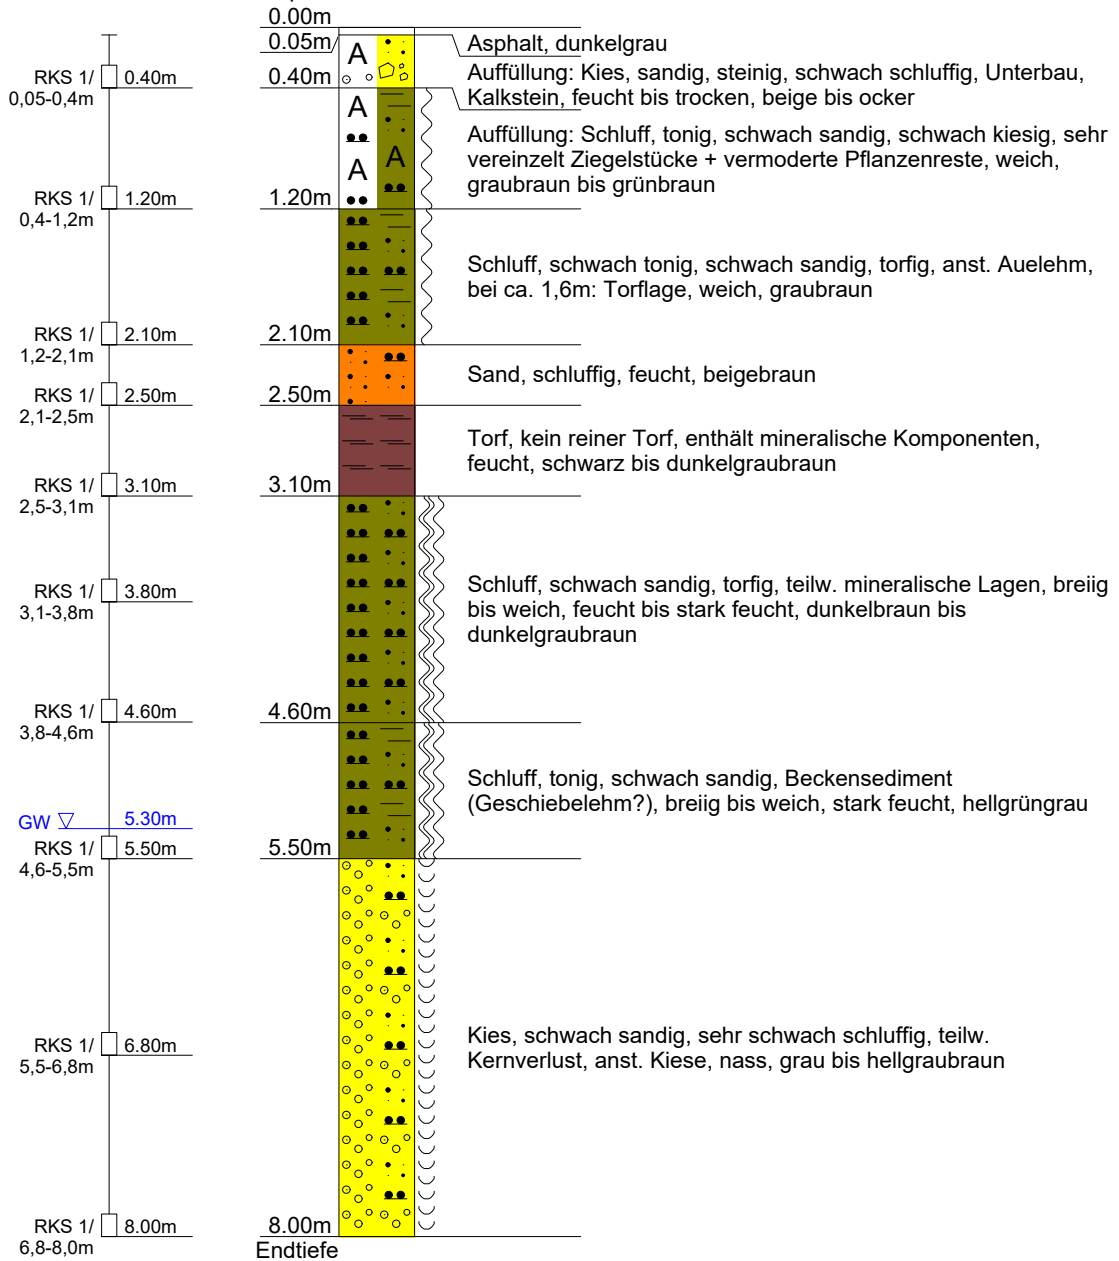 0.00m
0.05m
Asphalt, dunkelgrau
A
RKS 1/ 0.40m
0,05-0,4m
0.40m
Auffüllung: Kies, sandig, steinig, schwach schluffig, Unterbau,
Kalkstein, feucht bis trocken, beige bis ocker
A
A
A
Auffüllung: Schluff, tonig, schwach sandig, schwach kiesig, sehr
vereinzelt Ziegelstücke + vermoderte Pflanzenreste, weich,
graubraun bis grünbraun
RKS 1/ 1.20m
0,4-1,2m
1.20m
Schluff, schwach tonig, schwach sandig, torfig, anst. Auelehm,
bei ca. 1,6m: Torflage, weich, graubraun
RKS 1/ 2.10m
1,2-2,1m
2.10m
Sand, schluffig, feucht, beigebraun
RKS 1/ 2.50m
2,1-2,5m
2.50m
Torf, kein reiner Torf, enthält mineralische Komponenten,
feucht, schwarz bis dunkelgraubraun
RKS 1/ 3.10m
2,5-3,1m
3.10m
RKS 1/ 3.80m
3,1-3,8m
Schluff, schwach sandig, torfig, teilw. mineralische Lagen, breiig
bis weich, feucht bis stark feucht, dunkelbraun bis
dunkelgraubraun
RKS 1/ 4.60m
3,8-4,6m
4.60m
Schluff, tonig, schwach sandig, Beckensediment
(Geschiebelehm?), breiig bis weich, stark feucht, hellgrüngrau
GW 5.30m
RKS 1/ 5.50m
4,6-5,5m
5.50m
RKS 1/ 6.80m
5,5-6,8m
Kies, schwach sandig, sehr schwach schluffig, teilw.
Kernverlust, anst. Kiese, nass, grau bis hellgraubraun
RKS 1/ 8.00m
6,8-8,0m
8.00m
Endtiefe